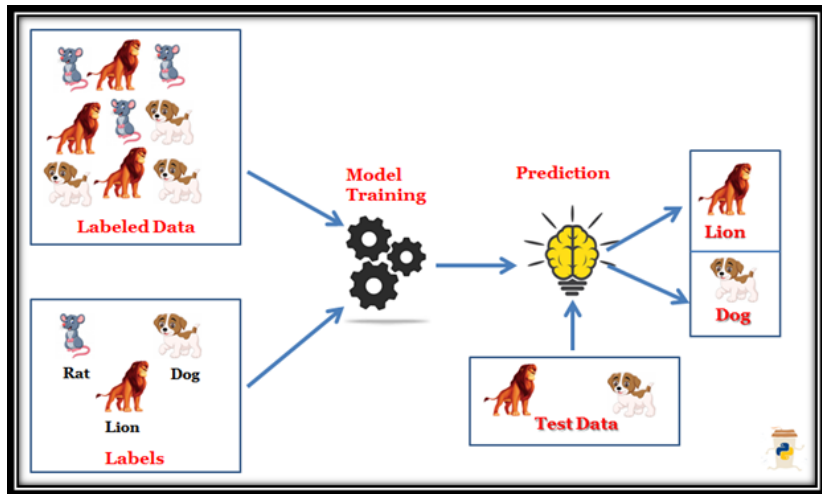 Labeled Data
Rat
Dog
Lion
Labels
Model
Training
Prediction
Test Data
Lion
Dog